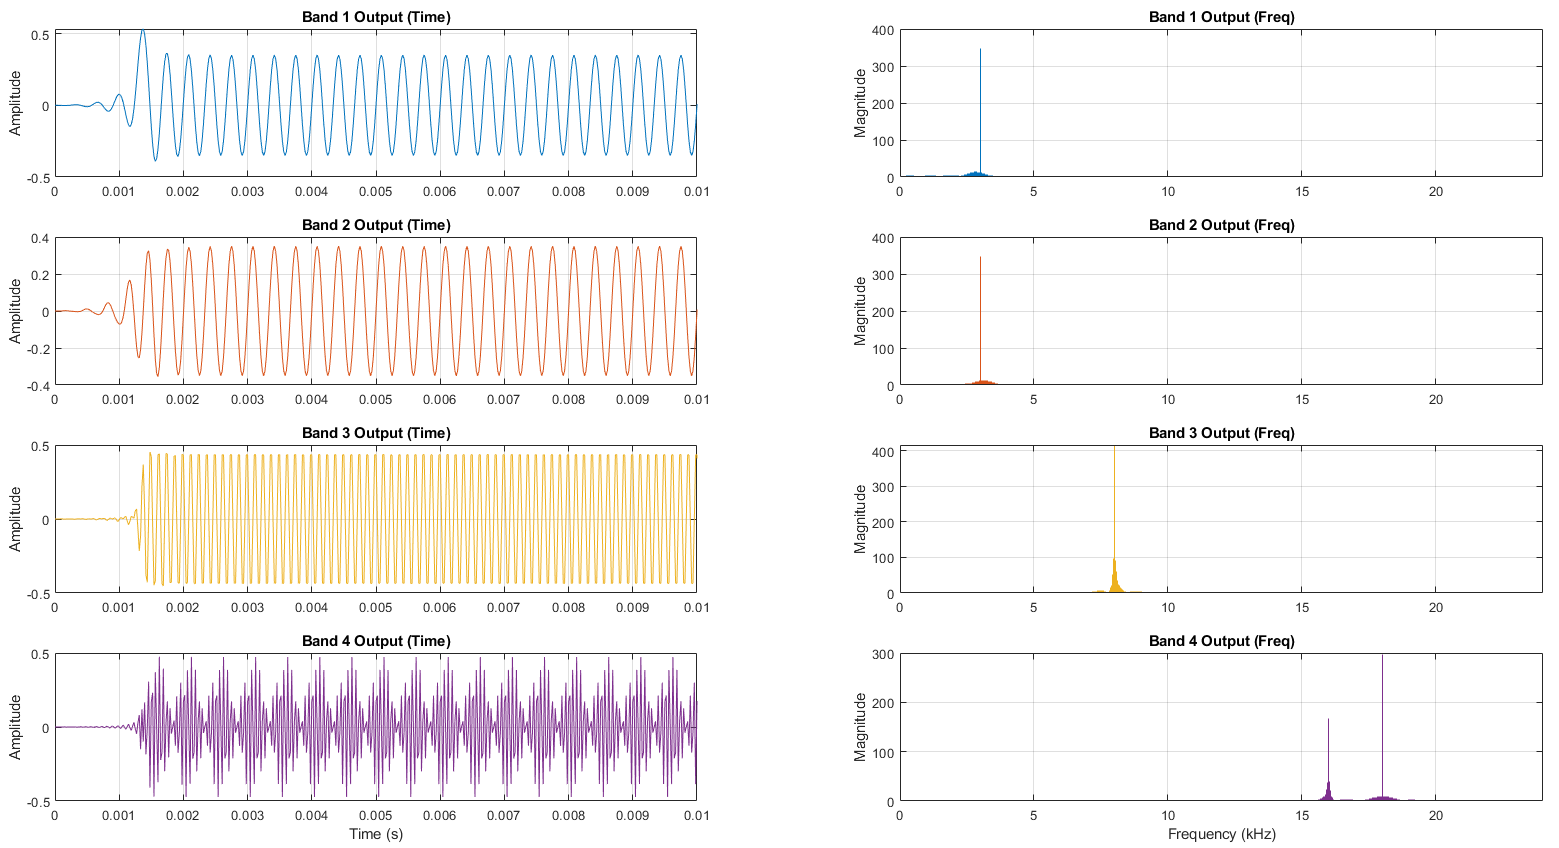 Band 1 Output (Time)
Amplitude
0.5
0
-0.5
0 0.001 0.002 0.003 0.004 0.005 0.006 0.007 0.008 0.009 0.01
Band 1 Output (Freq)
Magnitude
400
300
200
100
0
0 5 10 15 20
Band 2 Output (Time)
Amplitude
0.4
0.2
0
-0.2
-0.4
0 0.001 0.002 0.003 0.004 0.005 0.006 0.007 0.008 0.009 0.01
Band 2 Output (Freq)
Magnitude
400
300
200
100
0
0 5 10 15 20
Band 3 Output (Time)
Amplitude
0.5
0
-0.5
0 0.001 0.002 0.003 0.004 0.005 0.006 0.007 0.008 0.009 0.01
Band 3 Output (Freq)
Magnitude
400
300
200
100
0
0 5 10 15 20
Band 4 Output (Time)
Amplitude
0.5
0
-0.5
0 0.001 0.002 0.003 0.004 0.005 0.006 0.007 0.008 0.009 0.01
Time (s)
Band 4 Output (Freq)
Magnitude
300
200
100
0
0 5 10 15 20
Frequency (kHz)